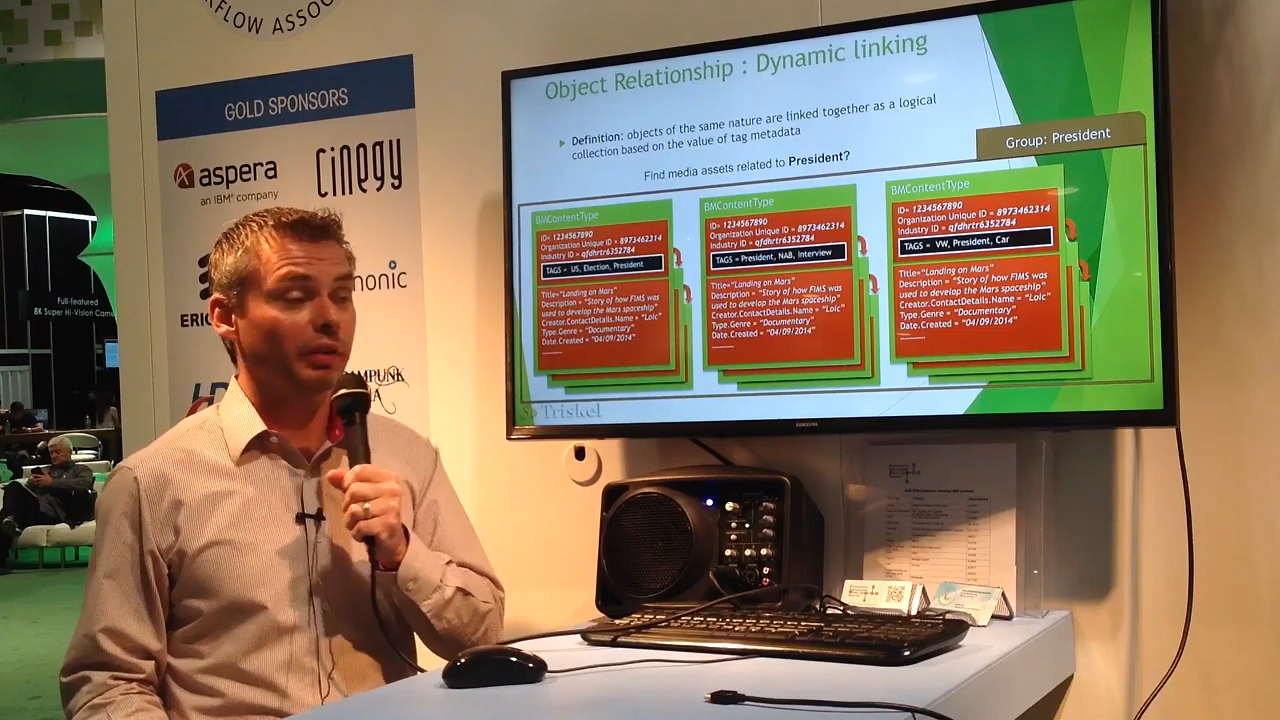 RKFLOW ASSOC
GOLD SPONSORS
aspera
an IBM® company
cinegy
monic
ERIC
AMPUNK
IA
Full-featured
8K Super Hi-Vision Came
Object Relationship : Dynamic linking
Definition: objects of the same nature are linked together as a logical
collection based on the value of tag metadata
Find media assets related to President?
Group: President
BMContentType
ID= 1234567890
Organization Unique ID = 8973462314
Industry ID = qfdhrtr6352784
TAGS = US, Election, President
Title="Landing on Mars"
Description = "Story of how FIMS was
used to develop the Mars spaceship"
Creator.ContactDetails.Name = "Loic"
Type.Genre = "Documentary"
Date.Created = "04/09/2014"
BMContentType
ID= 1234567890
Organization Unique ID = 8973462314
Industry ID = qfdhrtr6352784
TAGS = President, NAB, Interview
Title="Landing on Mars"
Description = "Story of how FIMS was
used to develop the Mars spaceship"
Creator.ContactDetails.Name = "Loic"
Type.Genre = "Documentary"
Date.Created = "04/09/2014"
BMContentType
ID= 1234567890
Organization Unique ID = 8973462314
Industry ID = qfdhrtr6352784
TAGS = VW, President, Car
Title="Landing on Mars"
Description = "Story of how FIMS was
used to develop the Mars spaceship"
Creator.ContactDetails.Name = "Loic"
Type.Genre = "Documentary"
Date.Created = "04/09/2014"
Triskel
SAMSUNG